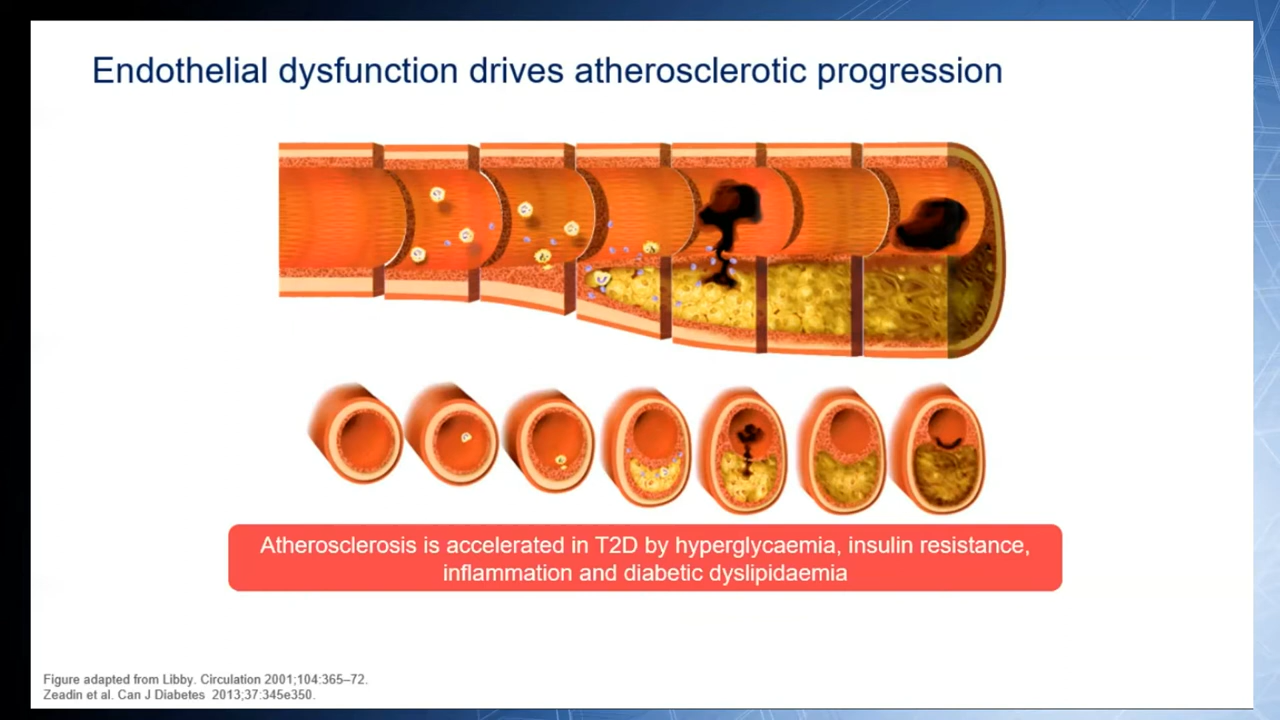 Endothelial dysfunction drives atherosclerotic progression
Atherosclerosis is accelerated in T2D by hyperglycaemia, insulin resistance,
inflammation and diabetic dyslipidaemia
Figure adapted from Libby. Circulation 2001;104:365–72.
Zeadin et al. Can J Diabetes 2013;37:345e350.